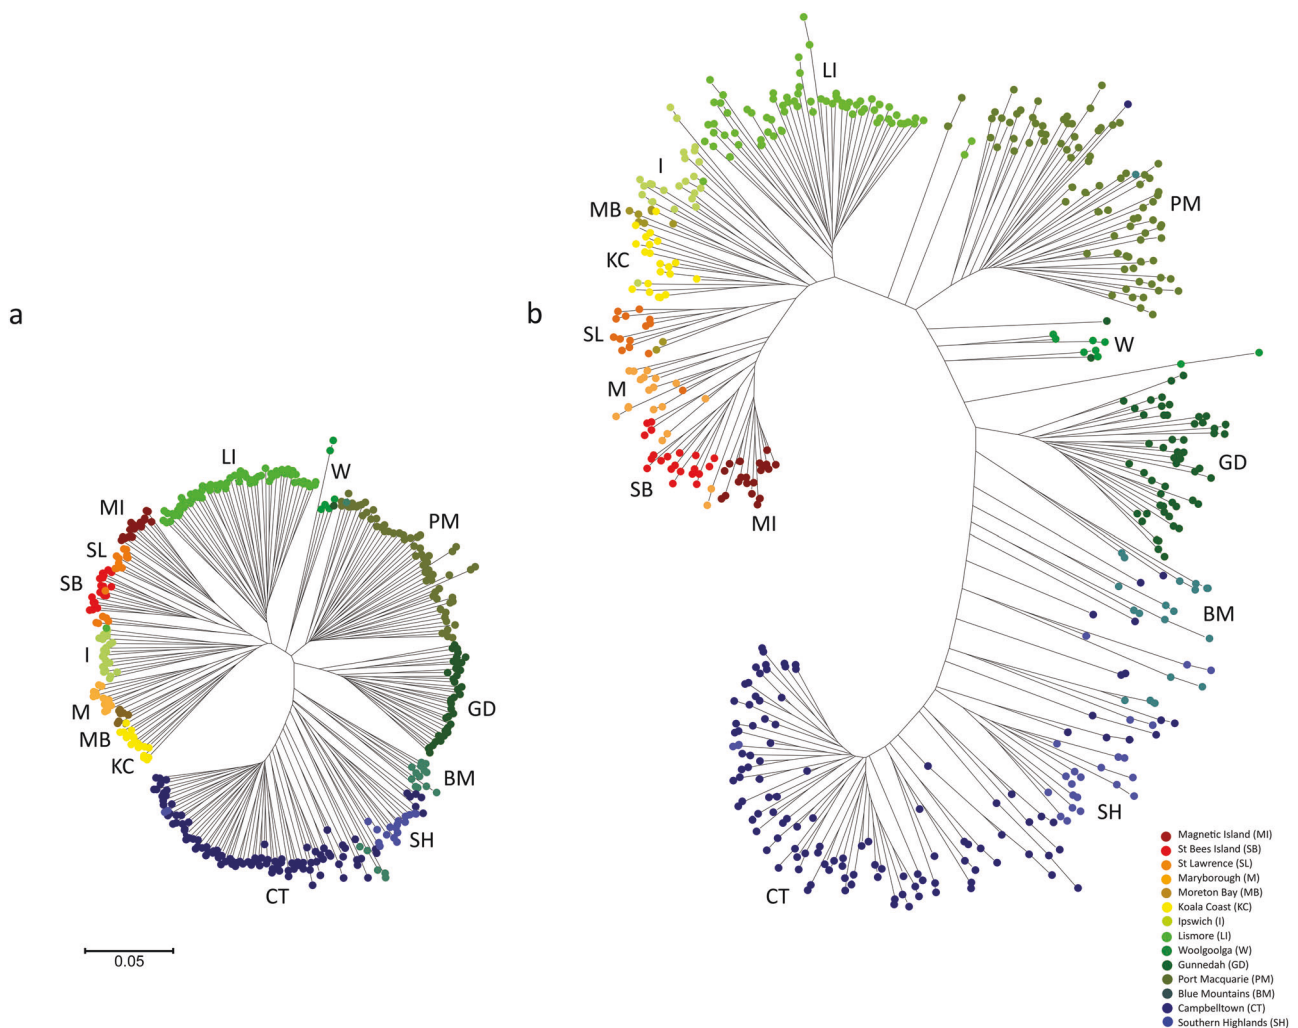 a
LI
W
MI
PM
SL
SB
I
M
MB
KC
GD
BM
SH
CT
0.05
b
LI
I
MB
PM
KC
SL
W
M
GD
SB
MI
BM
SH
CT
Magnetic Island (MI)
St Bees Island (SB)
St Lawrence (SL)
Maryborough (M)
Moreton Bay (MB)
Koala Coast (KC)
Ipswich (I)
Lismore (LI)
Woolgoolga (W)
Gunnedah (GD)
Port Macquarie (PM)
Blue Mountains (BM)
Campbelltown (CT)
Southern Highlands (SH)